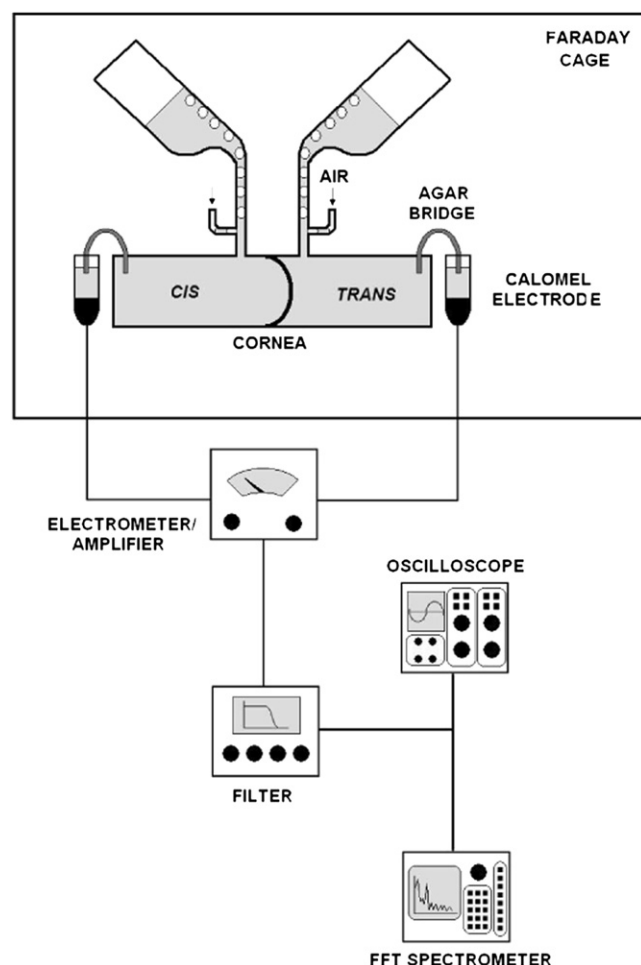 FARADAY
CAGE
AIR
AGAR
BRIDGE
CIS
TRANS
CALOMEL
ELECTRODE
CORNEA
ELECTROMETER/
AMPLIFIER
OSCILLOSCOPE
FILTER
FFT SPECTROMETER